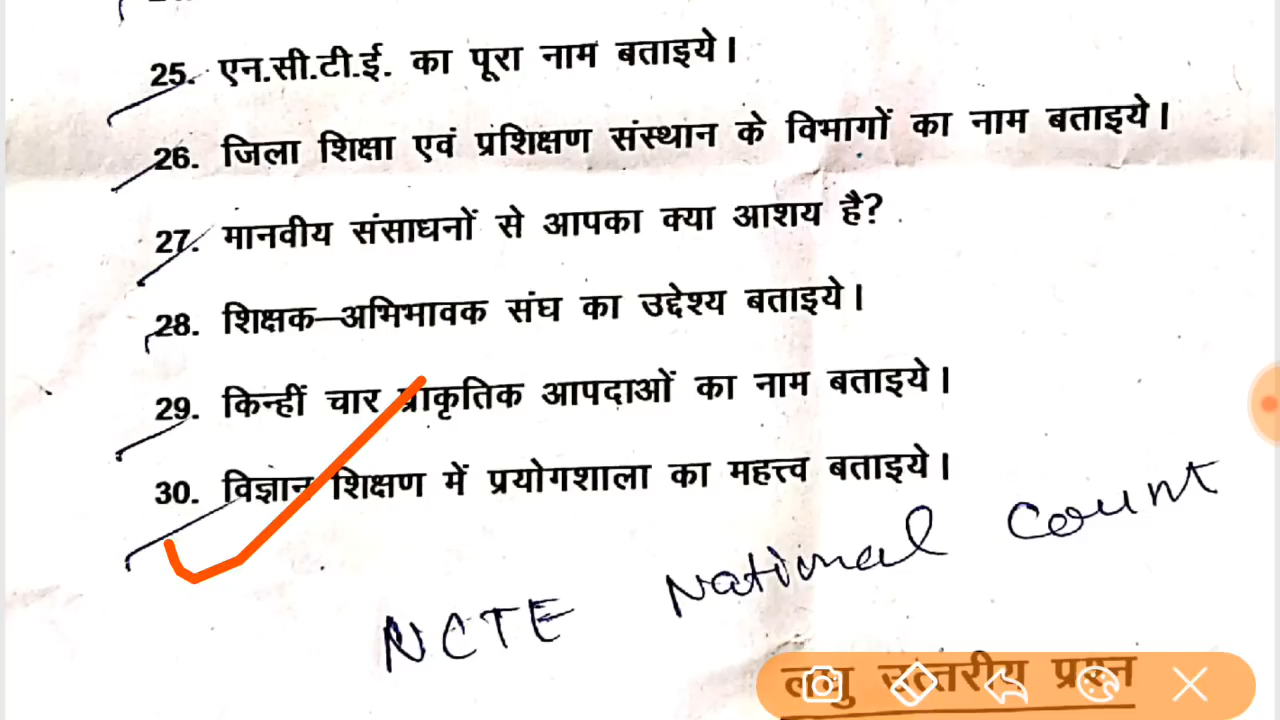 25. एन.सी.टी.ई. का पूरा नाम बताइये।
26. जिला शिक्षा एवं प्रशिक्षण संस्थान के विभागों का नाम बताइये।
27. मानवीय संसाधनों से आपका क्या आशय है?
28. शिक्षक–अभिभावक संघ का उद्देश्य बताइये।
29. किन्हीं चार प्राकृतिक आपदाओं का नाम बताइये।
30. विज्ञान शिक्षण में प्रयोगशाला का महत्त्व बताइये।
NCTE National Count
लघु उत्तरीय प्रश्न